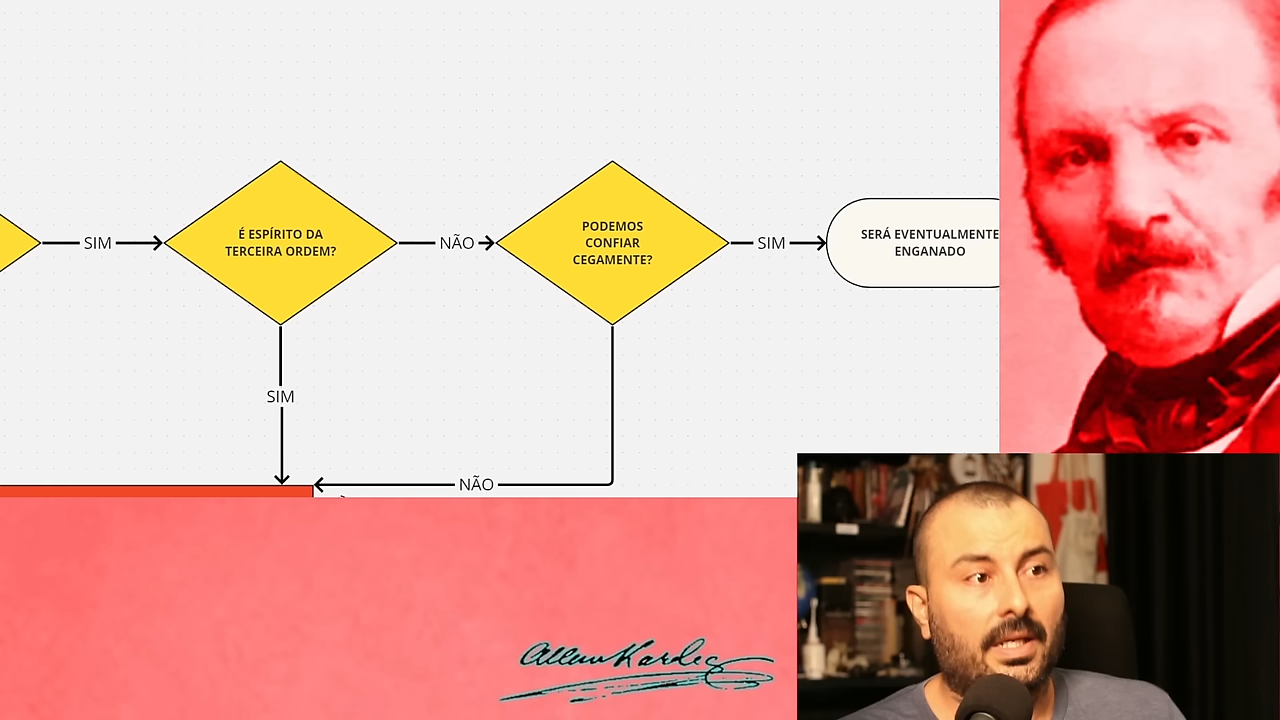 SIM
É ESPÍRITO DA
TERCEIRA ORDEM?
NÃO
PODEMOS
CONFIAR
CEGAMENTE?
SIM
SERÁ EVENTUALMENTE
ENGANADO
SIM
NÃO
Allan Kardec